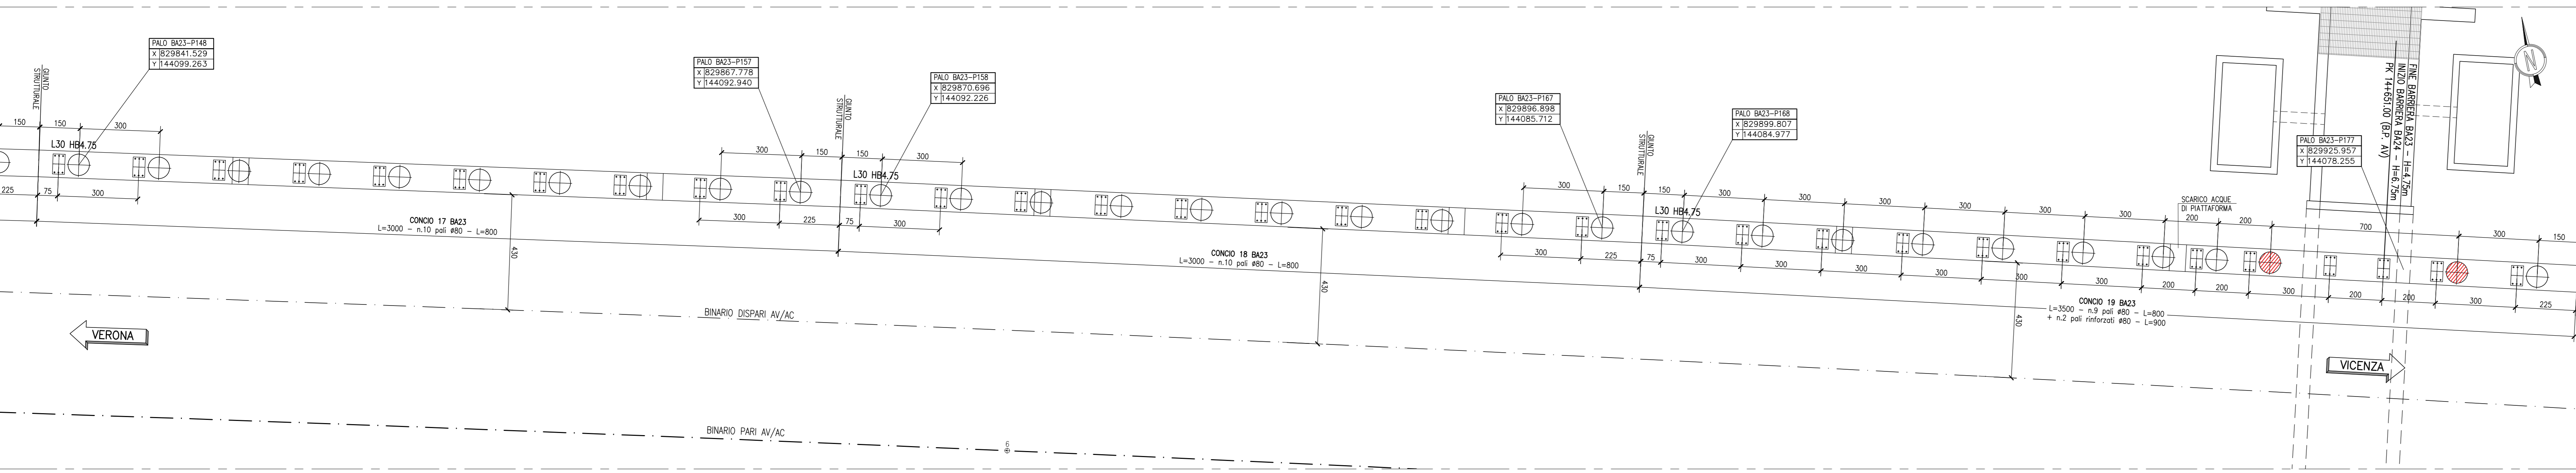 PALO BA23-P148
X 829841.529
Y 144099.263
PALO BA23-P157
X 829867.778
Y 144092.940
PALO BA23-P158
X 829870.696
Y 144092.226
PALO BA23-P167
X 829896.898
Y 144085.712
PALO BA23-P168
X 829899.807
Y 144084.977
PALO BA23-P177
X 829925.957
Y 144078.255
FINE BARRIERA BA23 - H=4.75m
INIZIO BARRIERA BA24 - H=6.75m
PK 14+651.00 (B.P. AV)
N
GIUNTO
STRUTTURALE
GIUNTO
STRUTTURALE
GIUNTO
STRUTTURALE
150
150
300
300
150
150
300
300
150
150
300
300
300
300
300
300
200
200
700
300
150
L30 HB4.75
L30 HB4.75
L30 HB4.75
SCARICO ACQUE
DI PIATTAFORMA
225
75
300
300
225
75
300
300
225
75
300
300
300
300
300
300
200
200
300
200
200
300
225
CONCIO 17 BA23
L=3000 - n.10 pali ø80 - L=800
430
CONCIO 18 BA23
L=3000 - n.10 pali ø80 - L=800
430
CONCIO 19 BA23
L=3500 - n.9 pali ø80 - L=800
+ n.2 pali rinforzati ø80 - L=900
430
BINARIO DISPARI AV/AC
VERONA
VICENZA
BINARIO PARI AV/AC
6